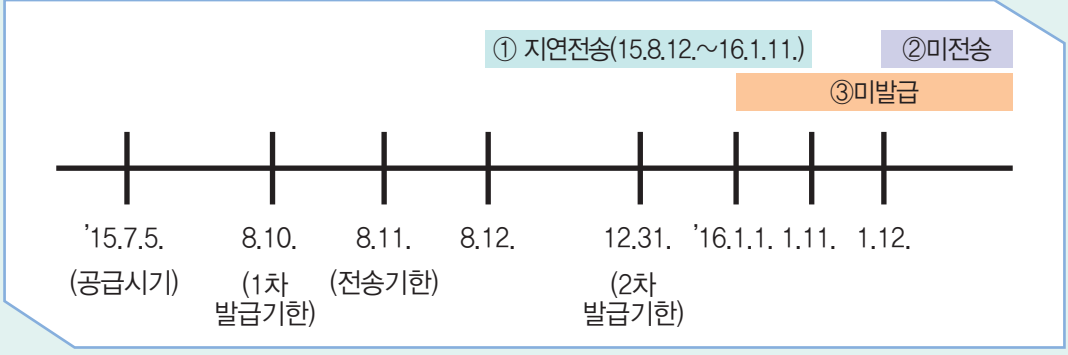 ① 지연전송(15.8.12.～16.1.11.)
②미전송
③미발급
’15.7.5.
8.10.
8.11.
8.12.
12.31.
’16.1.1.
1.11.
1.12.
(공급시기)
(1차
발급기한)
(전송기한)
(2차
발급기한)